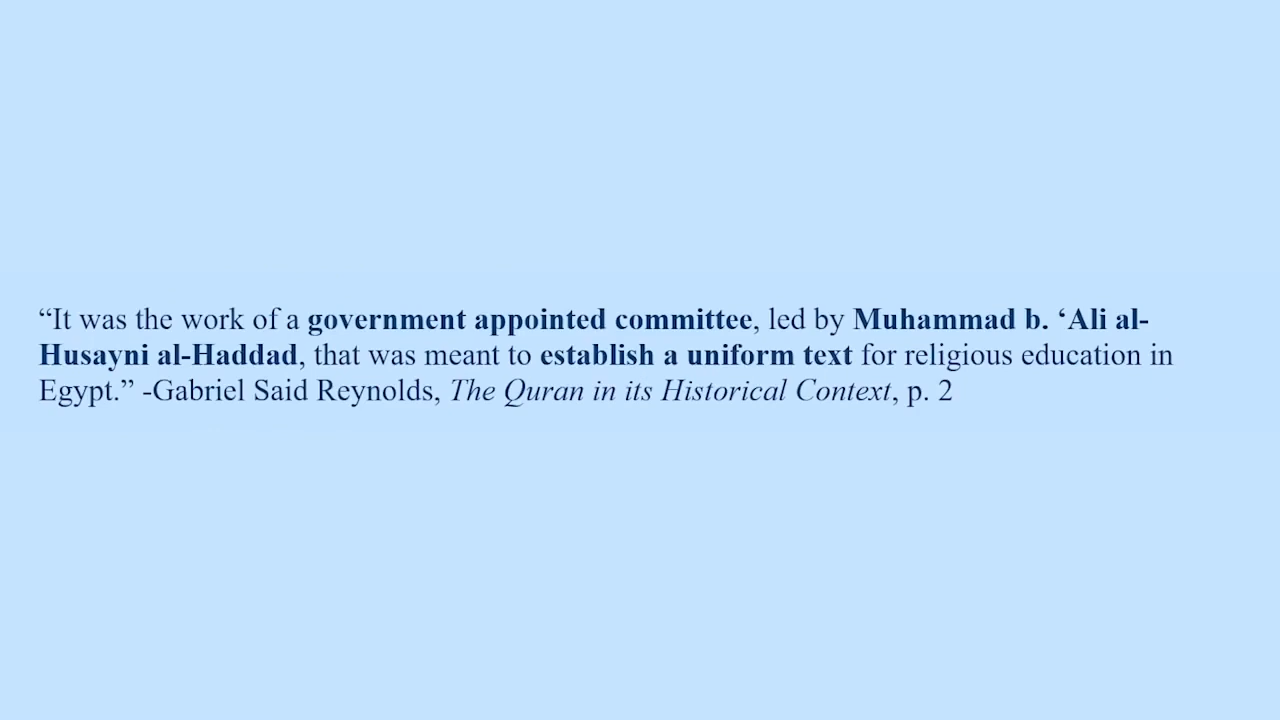 “It was the work of a government appointed committee, led by Muhammad b. ‘Ali al-
Husayni al-Haddad, that was meant to establish a uniform text for religious education in
Egypt.” -Gabriel Said Reynolds, The Quran in its Historical Context, p. 2